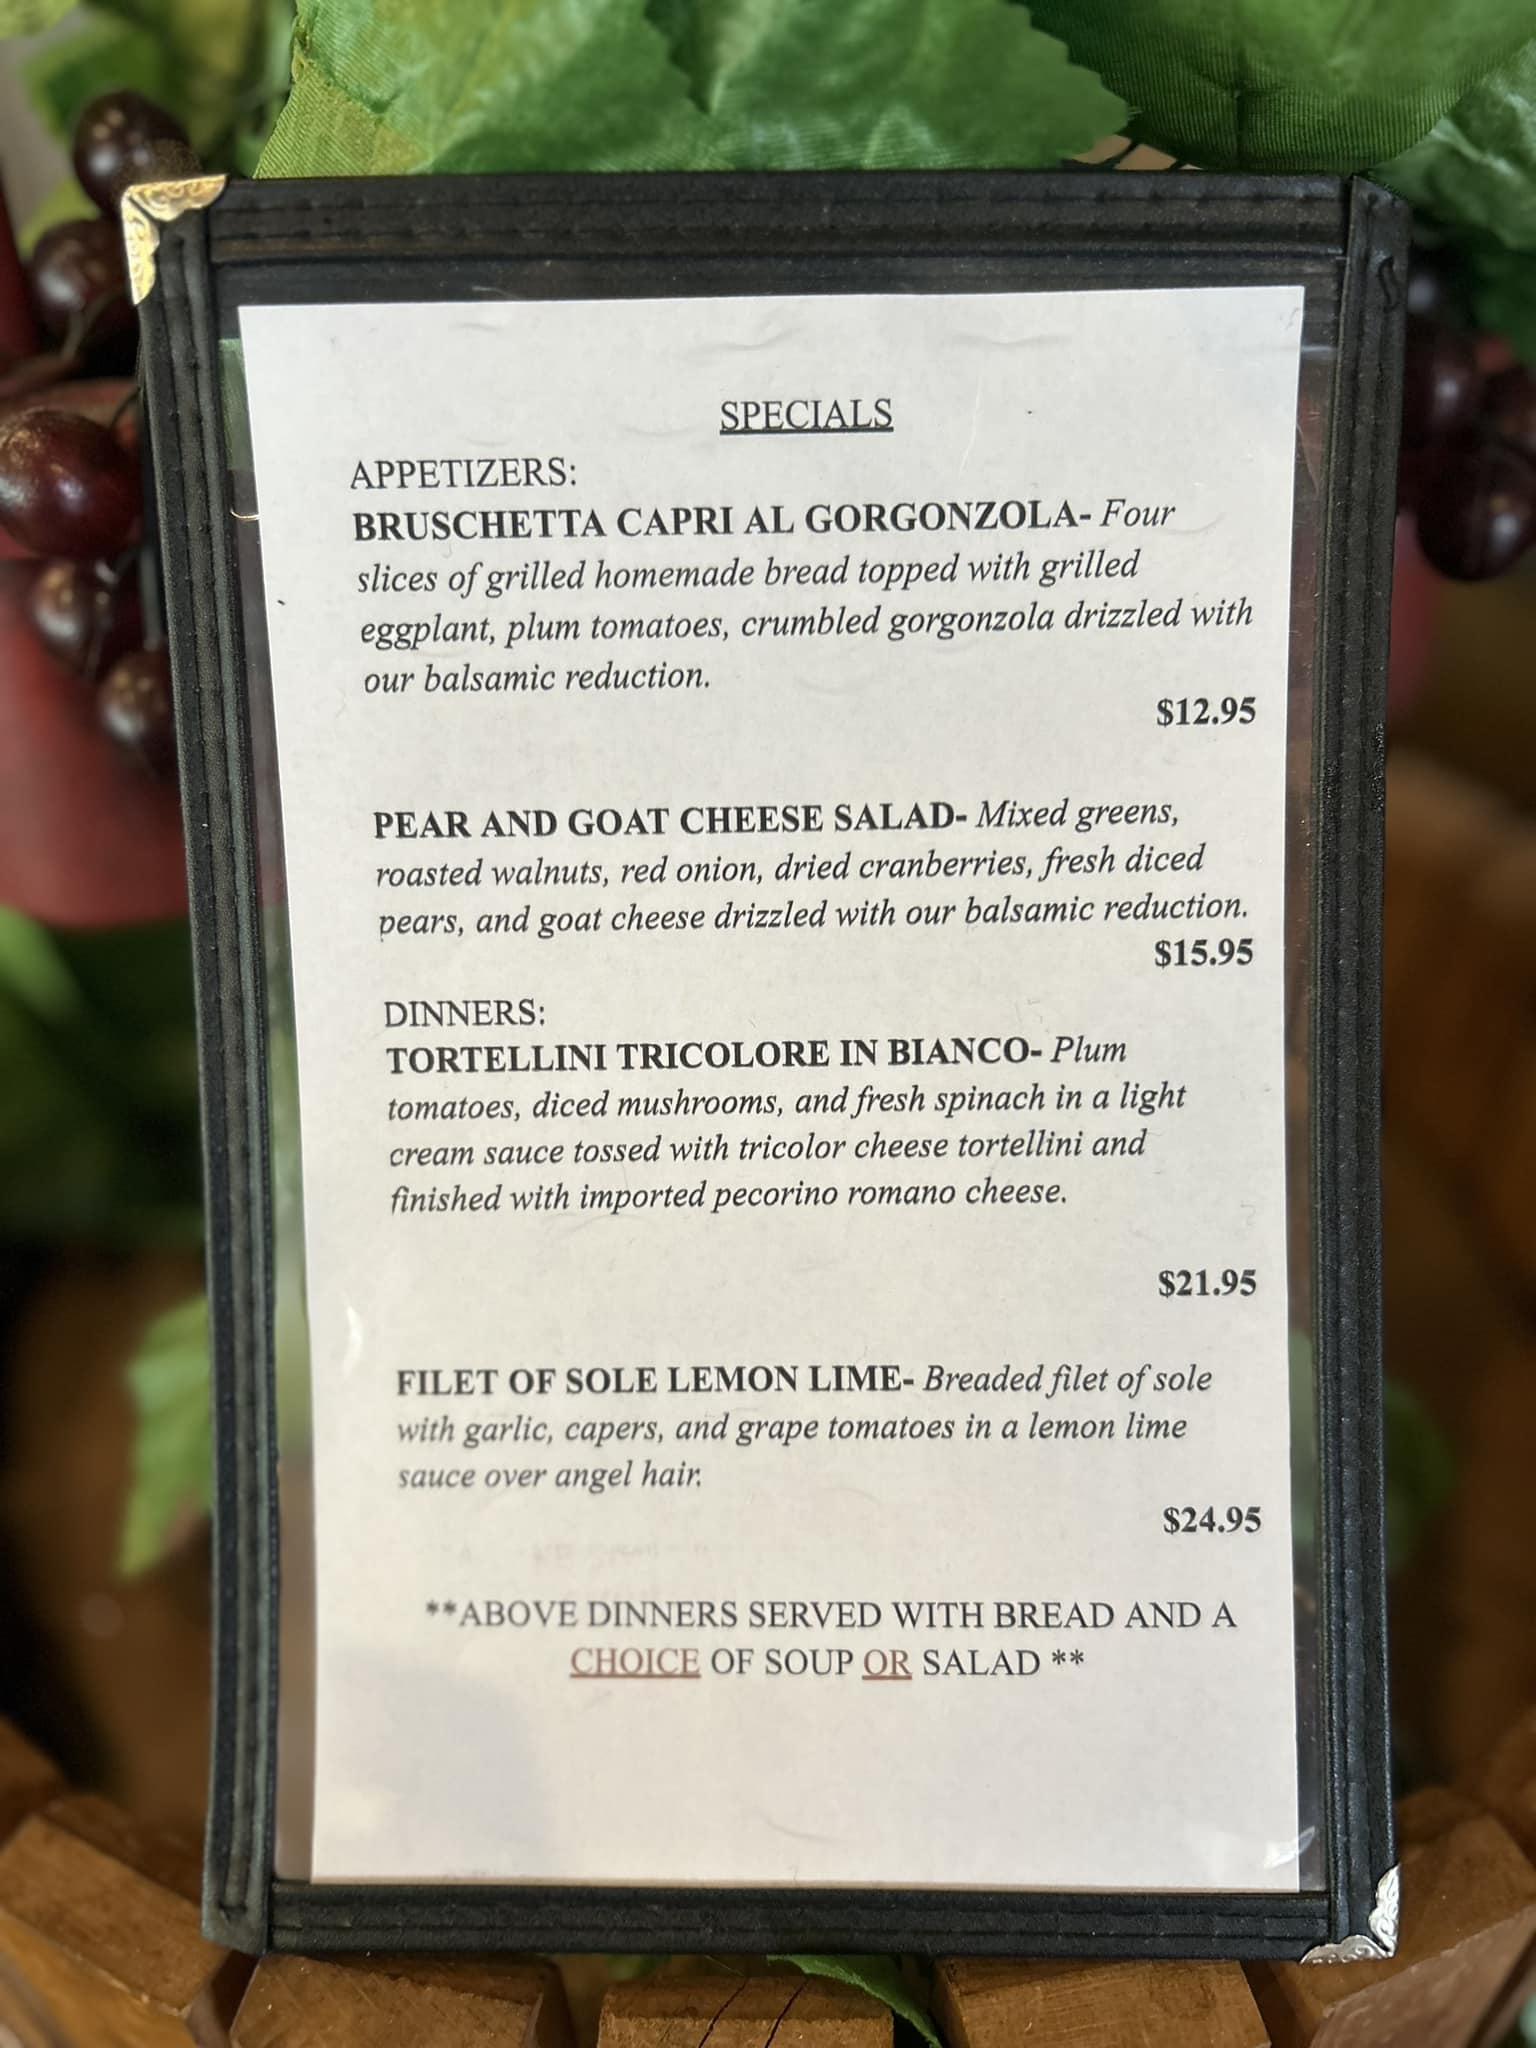 SPECIALS
APPETIZERS:
BRUSCHETTA CAPRI AL GORGONZOLA- Four
slices of grilled homemade bread topped with grilled
eggplant, plum tomatoes, crumbled gorgonzola drizzled with
our balsamic reduction.
$12.95
PEAR AND GOAT CHEESE SALAD- Mixed greens,
roasted walnuts, red onion, dried cranberries, fresh diced
pears, and goat cheese drizzled with our balsamic reduction.
$15.95
DINNERS:
TORTELLINI TRICOLORE IN BIANCO- Plum
tomatoes, diced mushrooms, and fresh spinach in a light
cream sauce tossed with tricolor cheese tortellini and
finished with imported pecorino romano cheese.
$21.95
FILET OF SOLE LEMON LIME- Breaded filet of sole
with garlic, capers, and grape tomatoes in a lemon lime
sauce over angel hair.
$24.95
**ABOVE DINNERS SERVED WITH BREAD AND A
CHOICE OF SOUP OR SALAD **